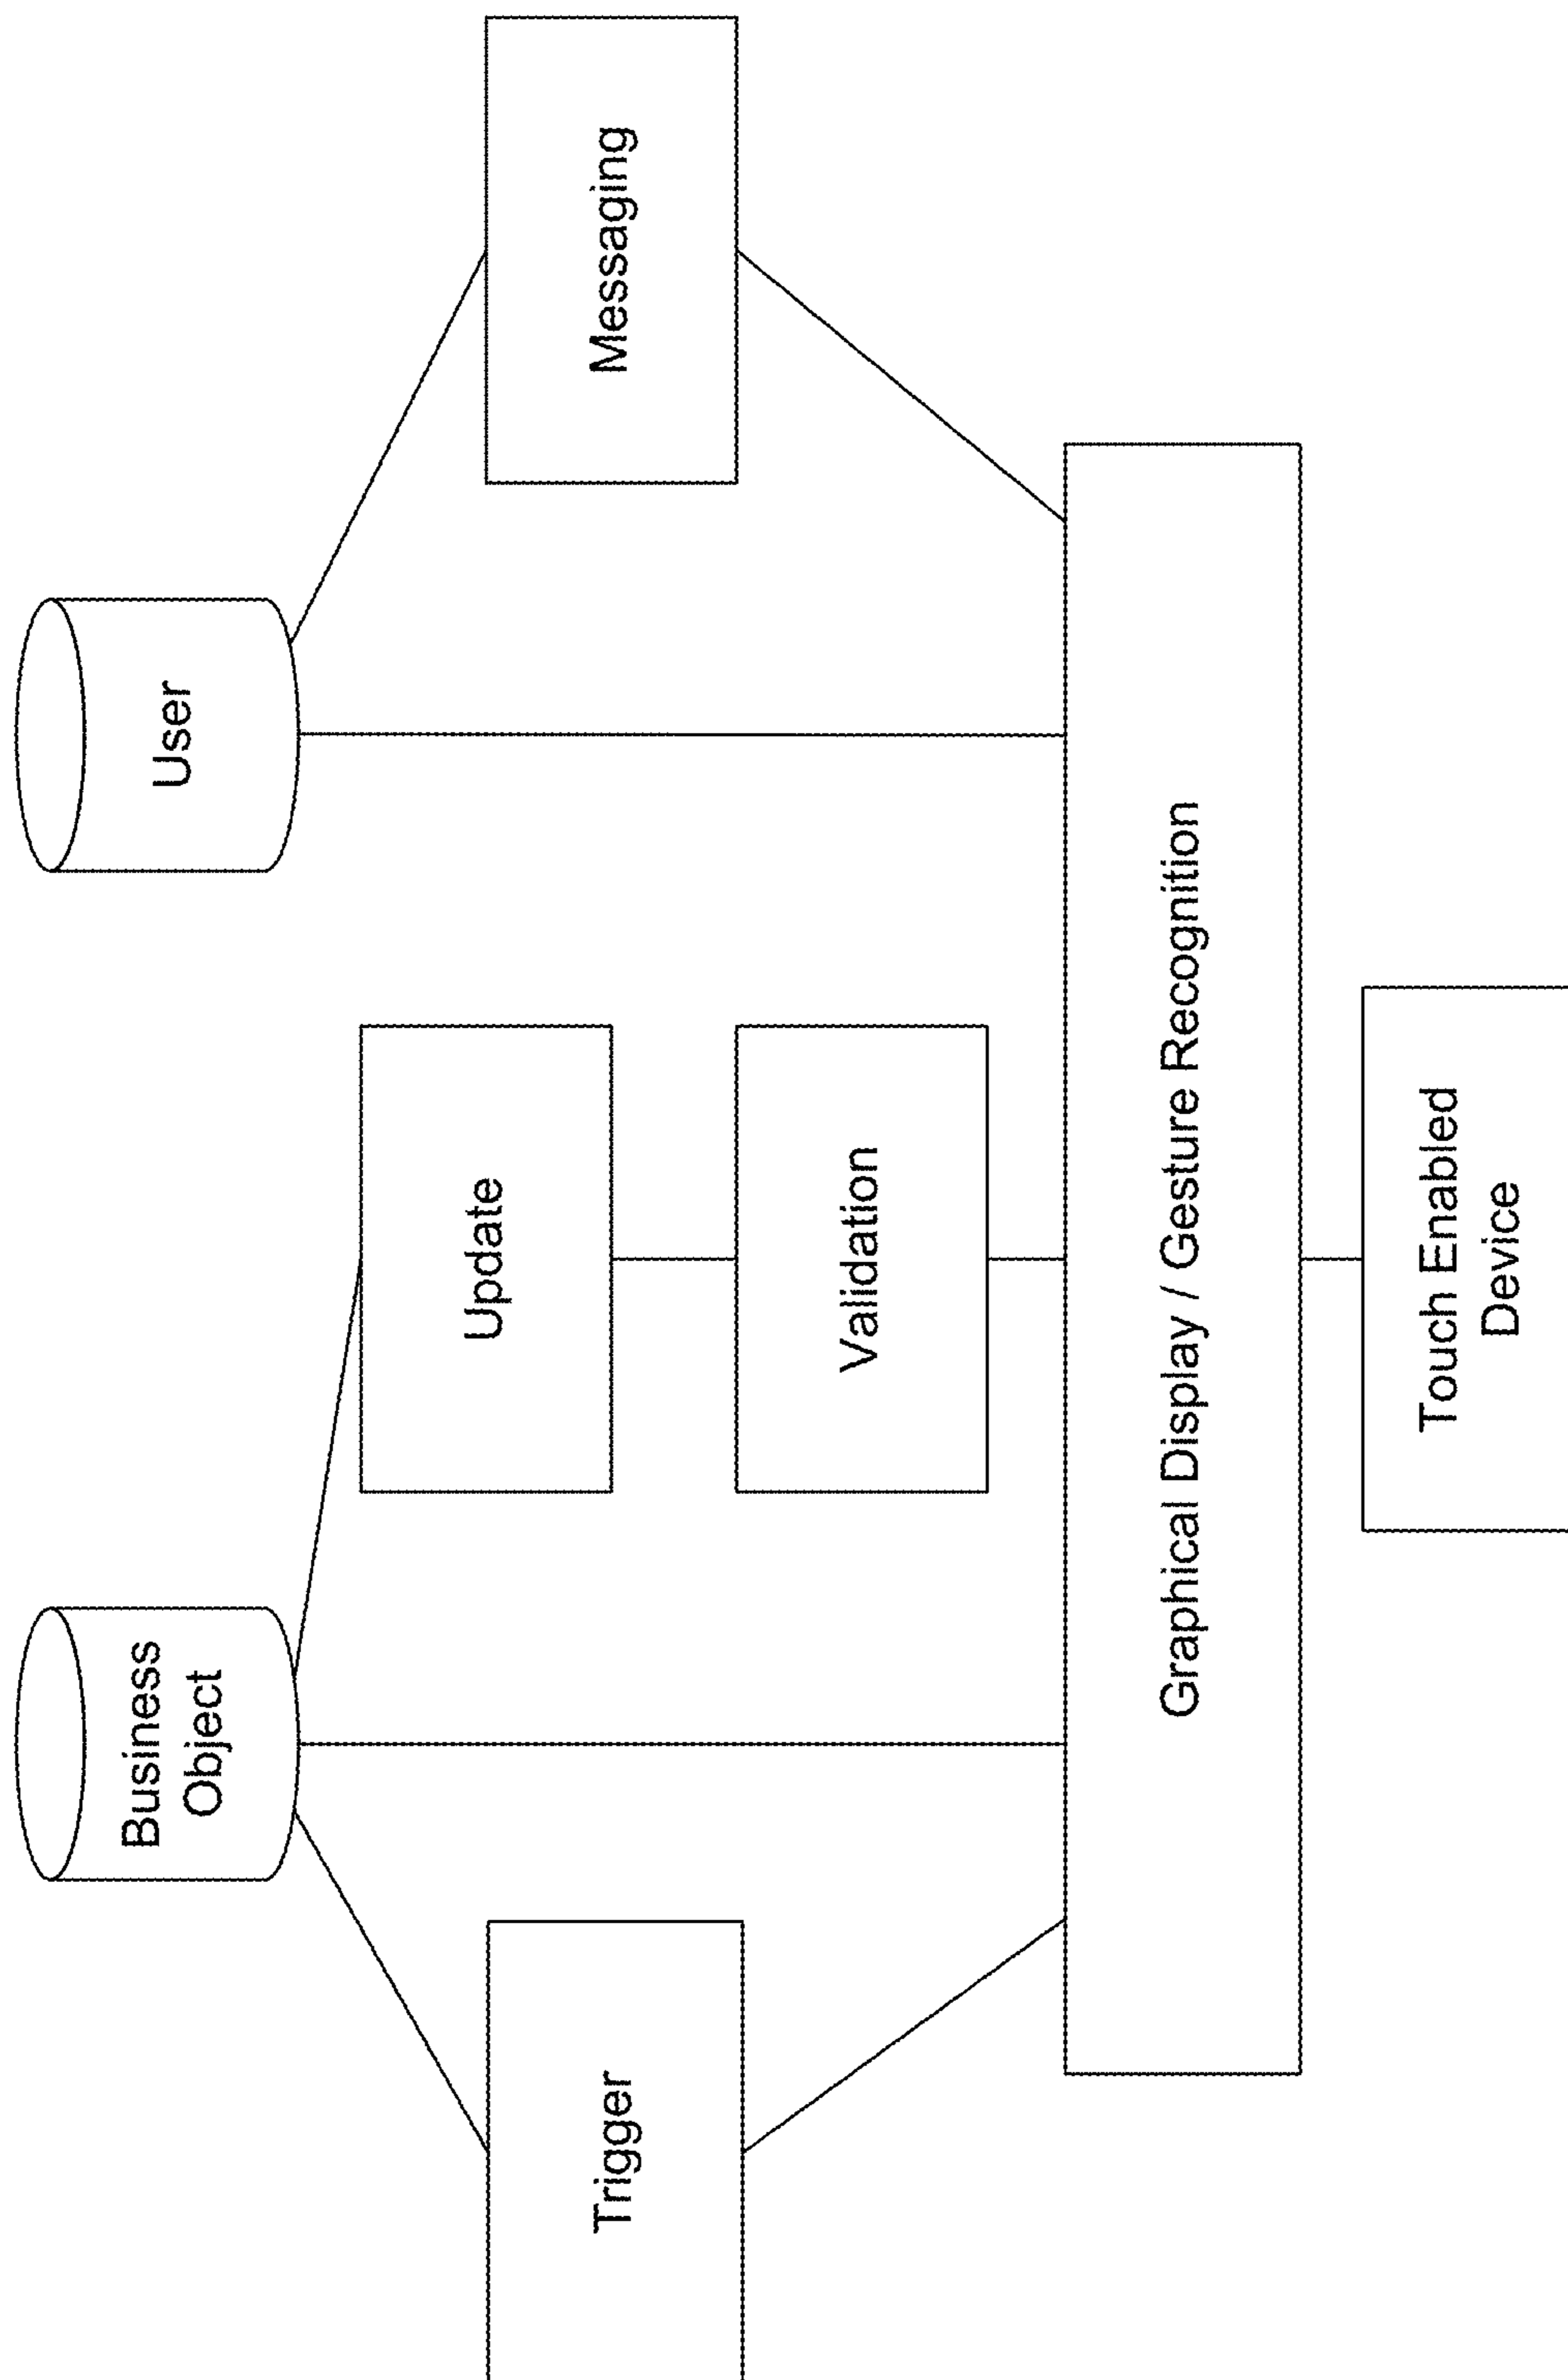 Business
Object
User
Trigger
Update
Messaging
Validation
Graphical Display / Gesture Recognition
Touch Enabled
Device